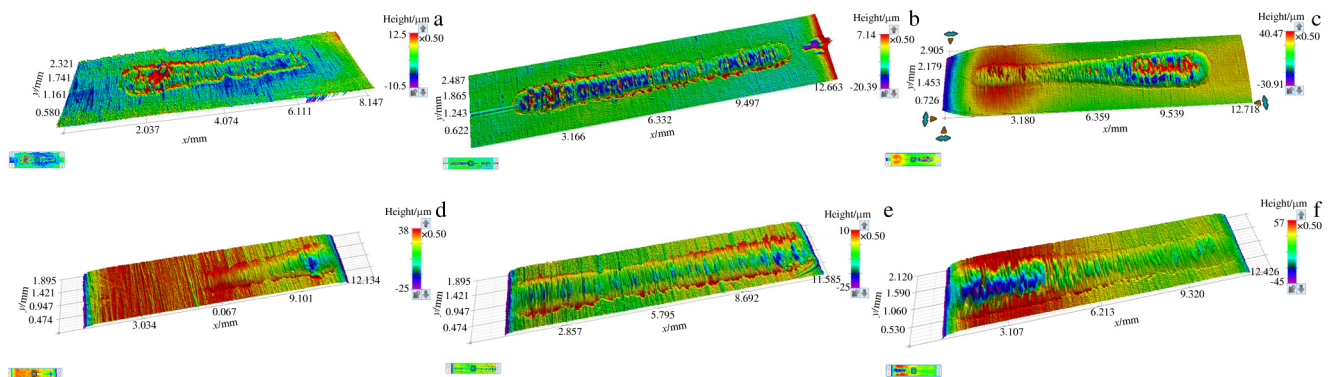 Height/μm
a
12.5
×0.50
-10.5
2.321
1.741
1.161
0.580
y/mm
2.037
4.074
6.111
8.147
x/mm
Height/μm
b
7.14
×0.50
-20.39
2.487
1.865
1.243
0.622
y/mm
3.166
6.332
9.497
12.663
x/mm
Height/μm
c
40.47
×0.50
-30.91
2.905
2.179
1.453
0.726
y/mm
3.180
6.359
9.539
12.718
x/mm
Height/μm
d
38
×0.50
-25
1.895
1.421
0.947
0.474
y/mm
3.034
0.067
9.101
12.134
x/mm
Height/μm
e
10
×0.50
-25
1.895
1.421
0.947
0.474
y/mm
2.857
5.795
8.692
11.585
x/mm
Height/μm
f
57
×0.50
-45
2.120
1.590
1.060
0.530
y/mm
3.107
6.213
9.320
12.426
x/mm